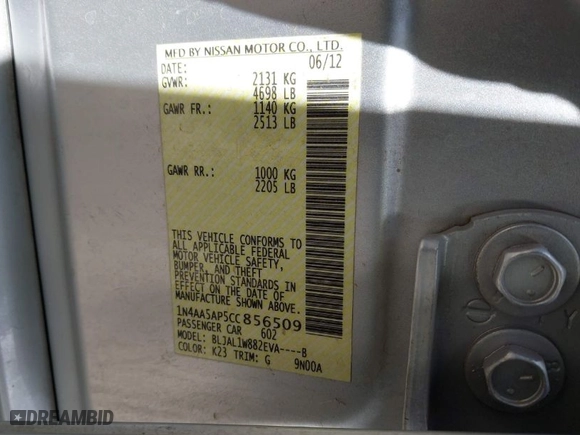 MFD BY NISSAN MOTOR CO., LTD.
DATE: 06/12
GVWR: 2131 KG
4698 LB
GAWR FR.: 1140 KG
2513 LB
GAWR RR.: 1000 KG
2205 LB
THIS VEHICLE CONFORMS TO
ALL APPLICABLE FEDERAL
MOTOR VEHICLE SAFETY,
BUMPER, AND THEFT
PREVENTION STANDARDS IN
EFFECT ON THE DATE OF
MANUFACTURE SHOWN ABOVE.
1N4AA5AP5CC856509
PASSENGER CAR 602
MODEL: BLJAL1W882EVA----B
COLOR: K23 TRIM: G 9N00A
DREAMBID